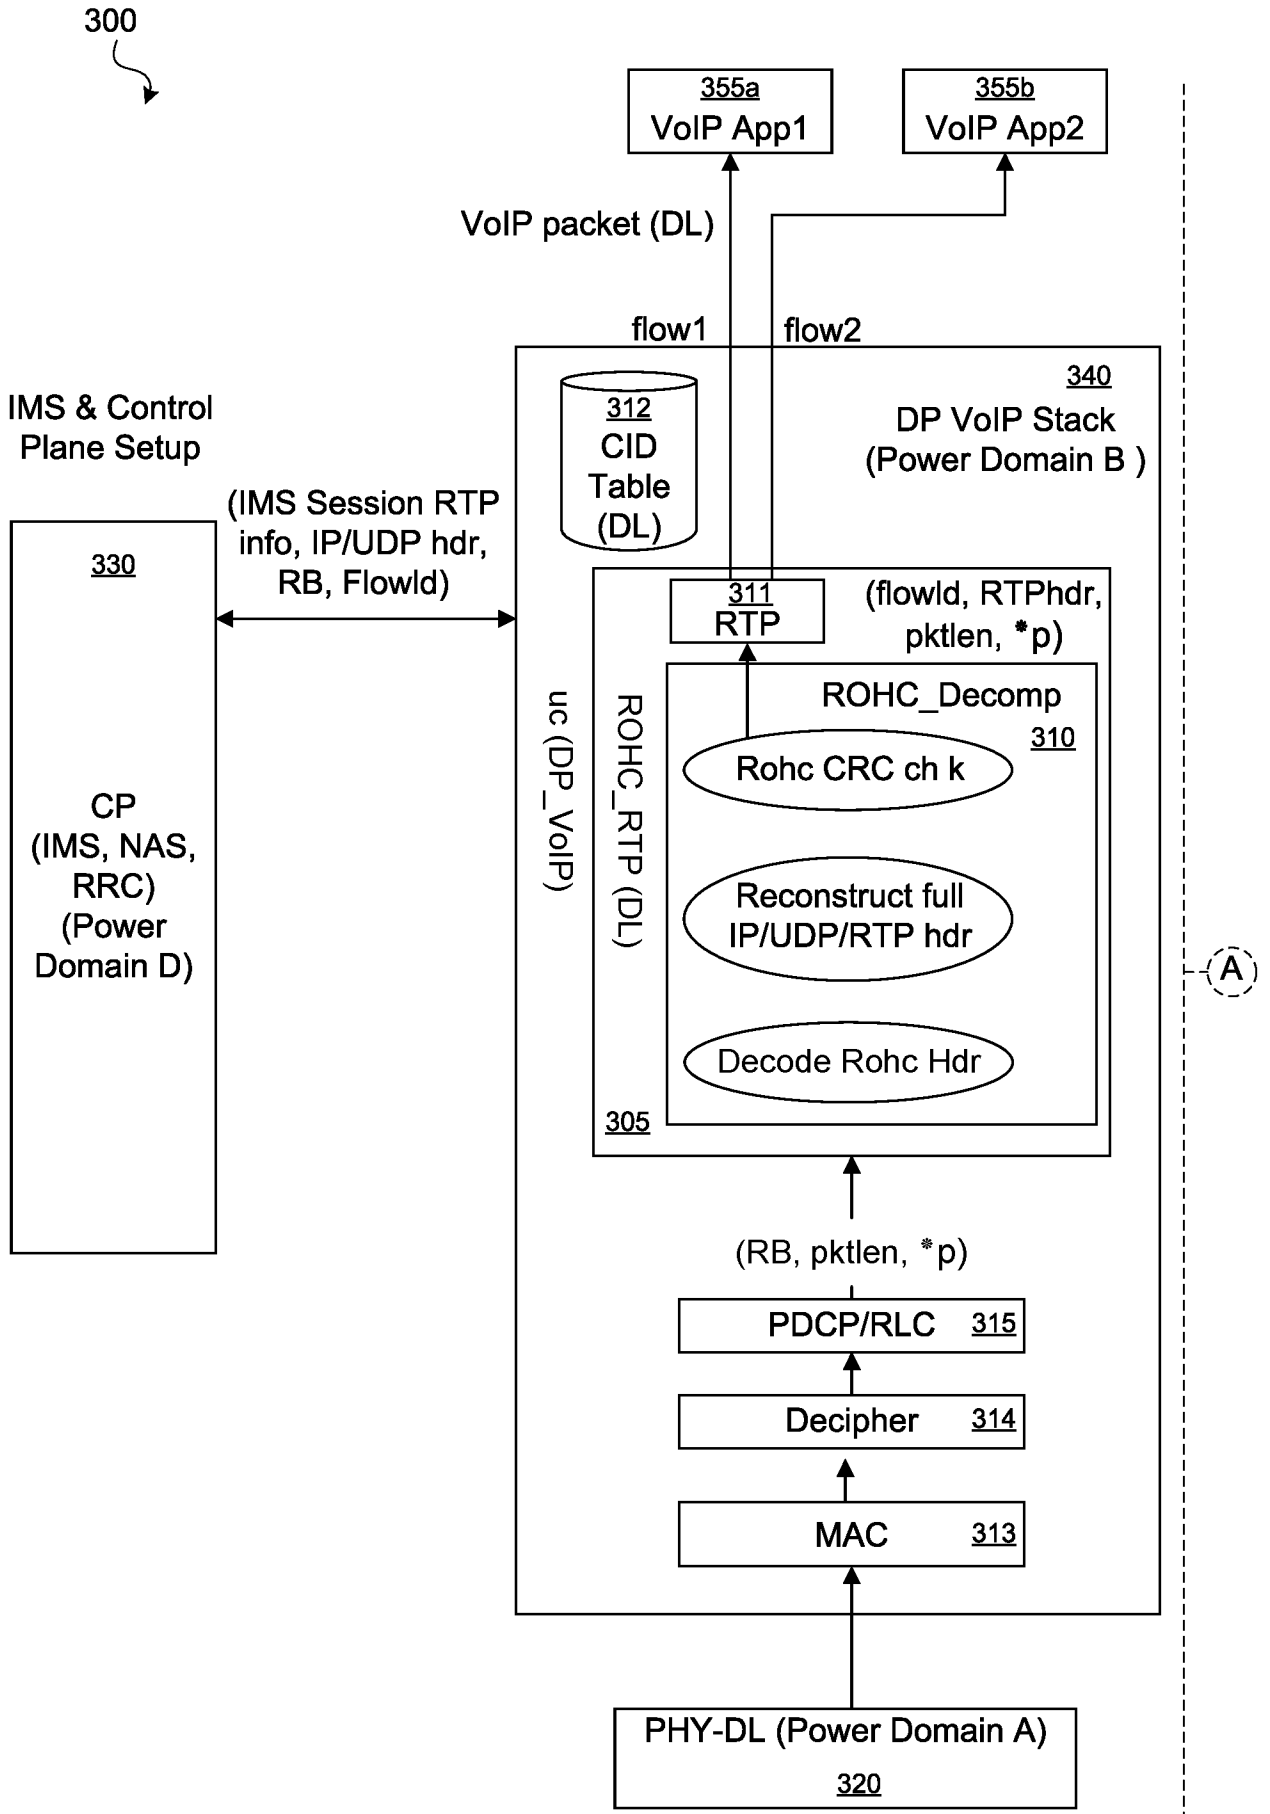 300
355a
VoIP App1
355b
VoIP App2
VoIP packet (DL)
flow1
flow2
340
DP VoIP Stack
(Power Domain B )
312
CID
Table
(DL)
IMS & Control
Plane Setup
(IMS Session RTP
info, IP/UDP hdr,
RB, FlowId)
330
CP
(IMS, NAS,
RRC)
(Power
Domain D)
uc (DP_VoIP)
ROHC_RTP (DL)
305
311
RTP
(flowId, RTPhdr,
pktlen, *p)
ROHC_Decomp
310
Rohc CRC ch k
Reconstruct full
IP/UDP/RTP hdr
Decode Rohc Hdr
A
(RB, pktlen, *p)
PDCP/RLC 315
Decipher 314
MAC 313
PHY-DL (Power Domain A)
320